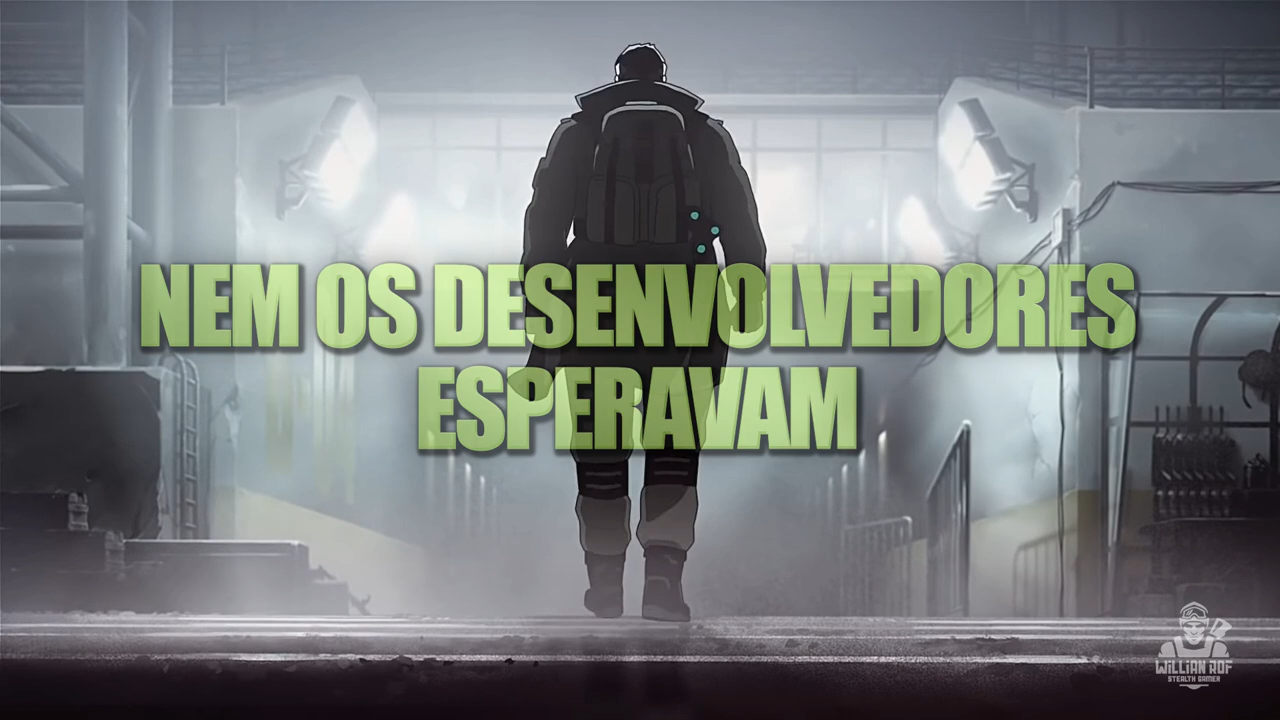 NEM OS DESENVOLVEDORES
ESPERAVAM
WILLIAN ROF
STEALTH GAMER